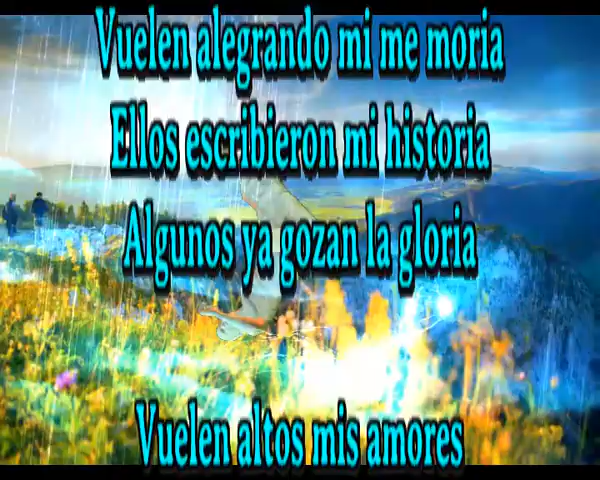 Vuelen alegrando mi me moria
Ellos escribieron mi historia
Algunos ya gozan la gloria
Vuelen altos mis amores